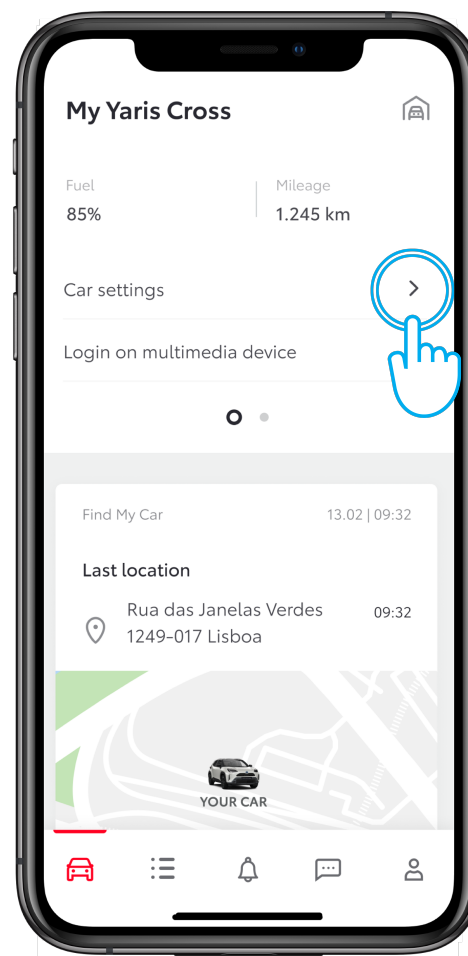 My Yaris Cross
Fuel
Mileage
85%
1.245 km
Car settings
Login on multimedia device
Find My Car
13.02 | 09:32
Last location
Rua das Janelas Verdes
09:32
1249-017 Lisboa
YOUR CAR